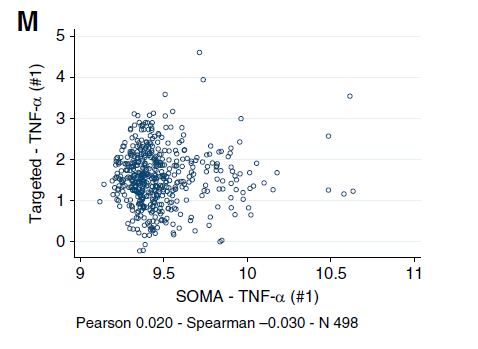 M
Targeted - TNF-α (#1)
5
4
3
2
1
0
9 9.5 10 10.5 11
SOMA - TNF-α (#1)
Pearson 0.020 - Spearman –0.030 - N 498